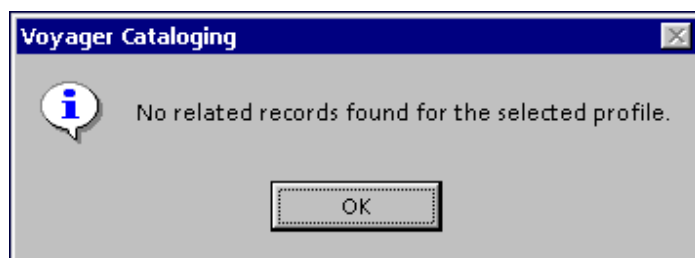 Voyager Cataloging
No related records found for the selected profile.
OK